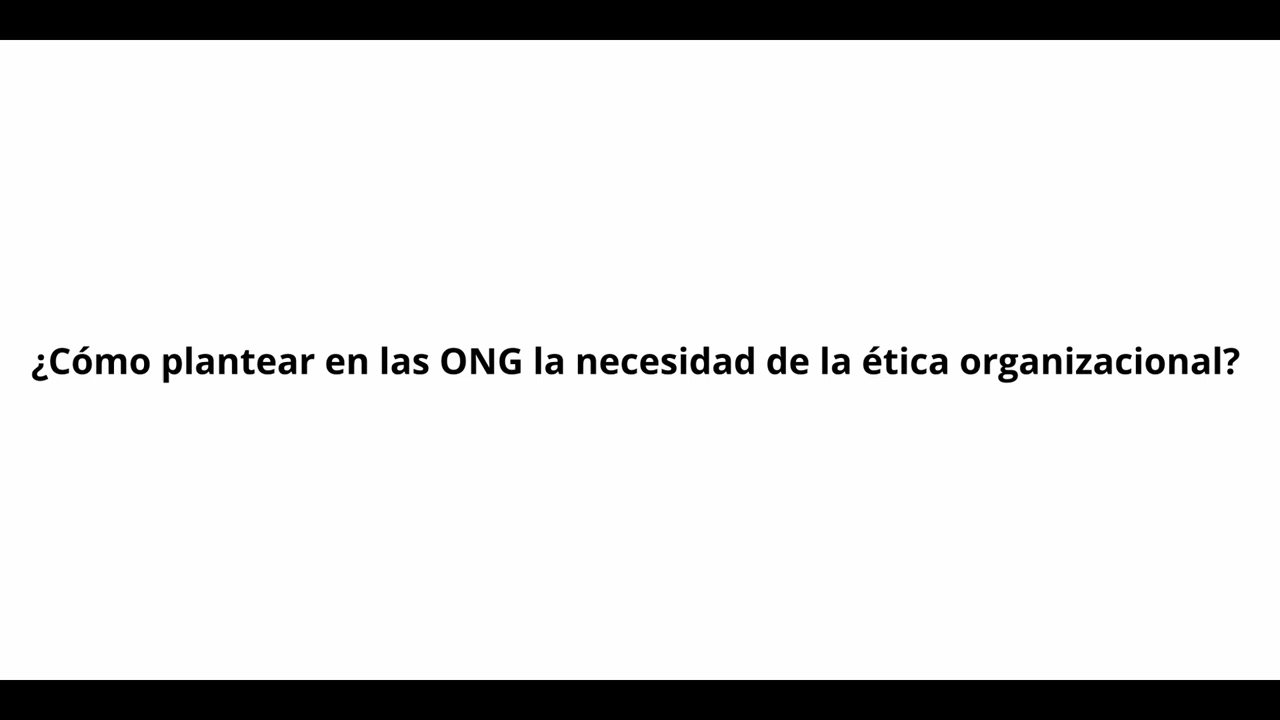 ¿Cómo plantear en las ONG la necesidad de la ética organizacional?